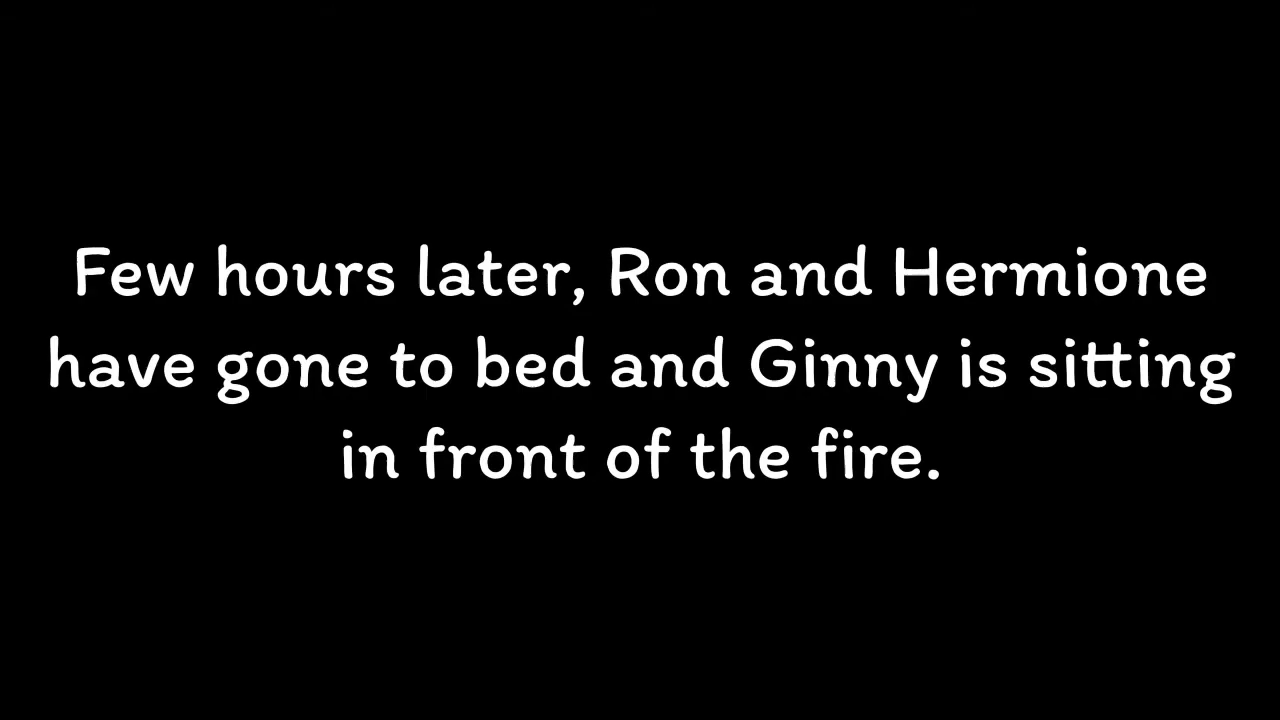 Few hours later, Ron and Hermione
have gone to bed and Ginny is sitting
in front of the fire.